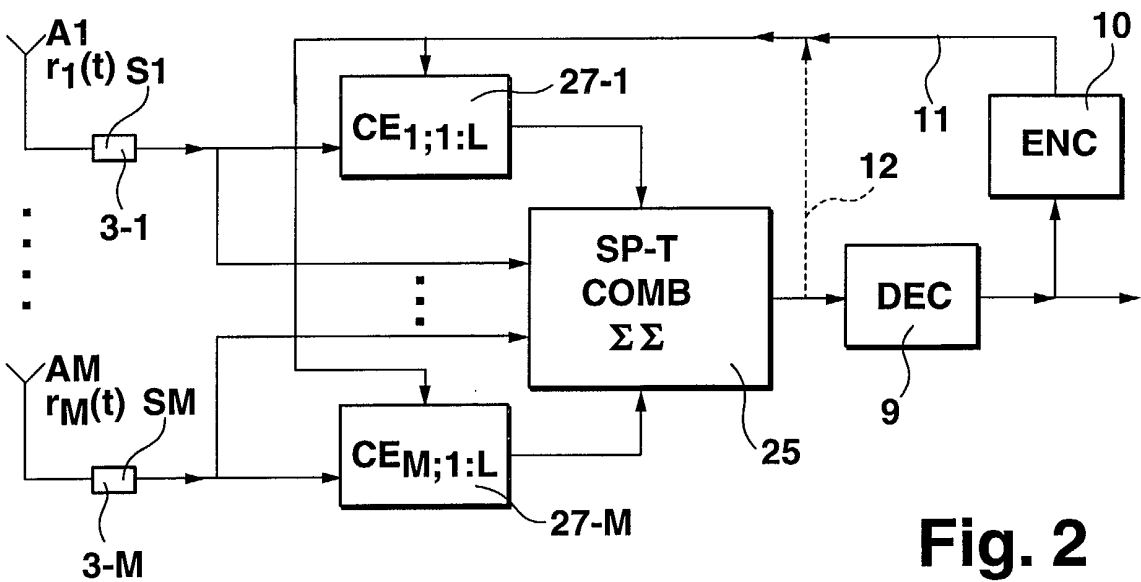 A1
r1(t) S1
3-1
CE1;1:L
27-1
10
11
ENC
12
SP-T
COMB
ΣΣ
DEC
9
25
AM
rM(t) SM
3-M
CEM;1:L
27-M
Fig. 2